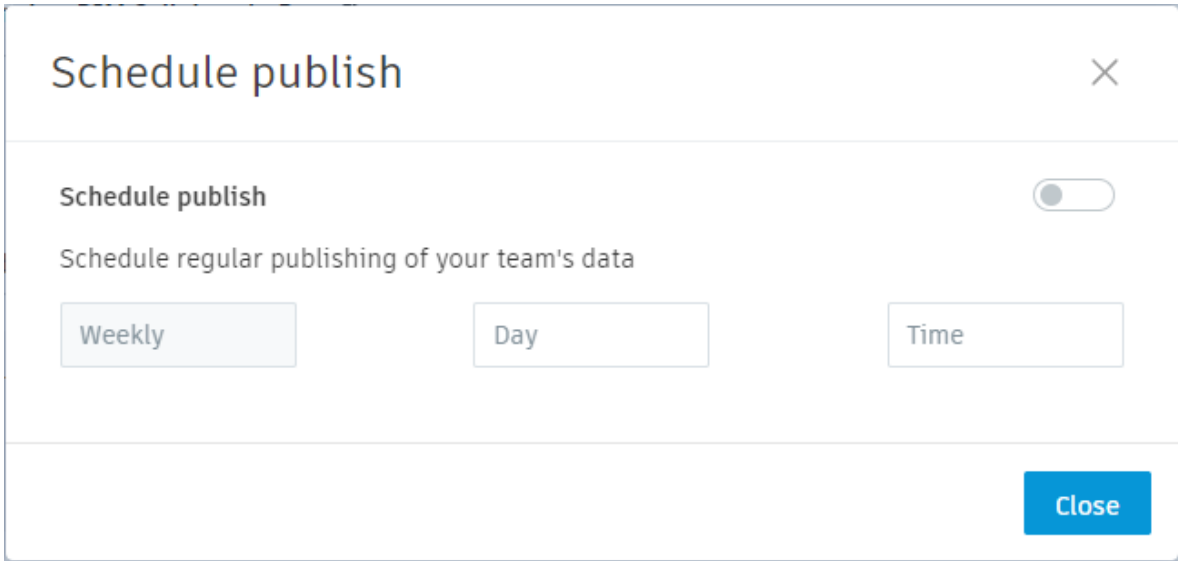 Schedule publish
Schedule publish
Schedule regular publishing of your team's data
Weekly Day Time
Close